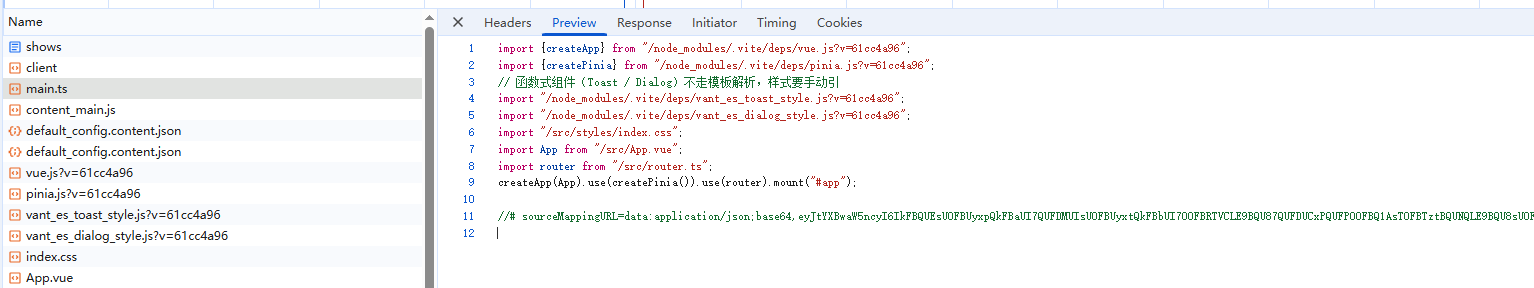 Name
shows
client
main.ts
content_main.js
default_config.content.json
default_config.content.json
vue.js?v=61cc4a96
pinia.js?v=61cc4a96
vant_es_toast_style.js?v=61cc4a96
vant_es_dialog_style.js?v=61cc4a96
index.css
App.vue
Headers Preview Response Initiator Timing Cookies
1 import {createApp} from "/node_modules/.vite/deps/vue.js?v=61cc4a96";
2 import {createPinia} from "/node_modules/.vite/deps/pinia.js?v=61cc4a96";
3 // 函数式组件（Toast / Dialog）不走模板解析，样式要手动引
4 import "/node_modules/.vite/deps/vant_es_toast_style.js?v=61cc4a96";
5 import "/node_modules/.vite/deps/vant_es_dialog_style.js?v=61cc4a96";
6 import "/src/styles/index.css";
7 import App from "/src/App.vue";
8 import router from "/src/router.ts";
9 createApp(App).use(createPinia()).use(router).mount("#app");
10
11 //# sourceMappingURL=data:application/json;base64,
12